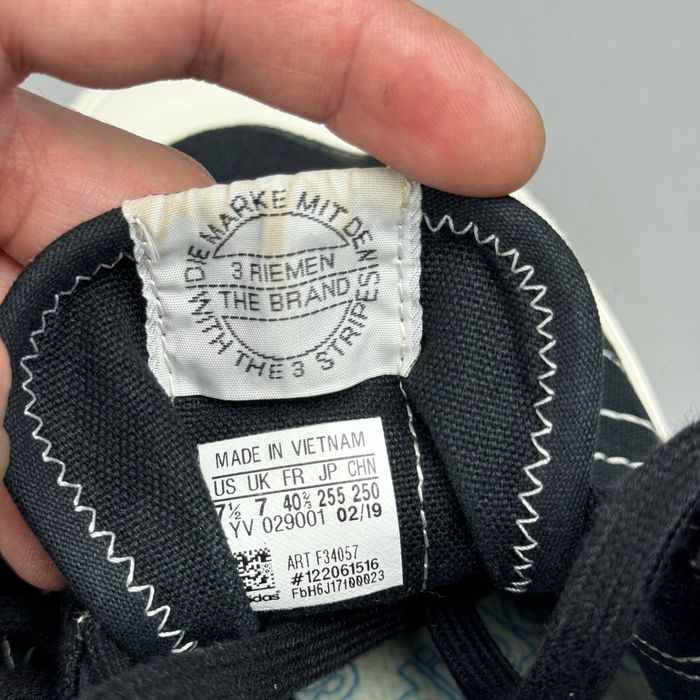 DIE MARKE MIT DEN
3 RIEMEN
THE BRAND
WITH THE 3 STRIPES
MADE IN VIETNAM
US UK FR JP CHN
7½ 7 40⅔ 255 250
YV 029001 02/19
ART F34057
#122061516
FbH6J17f00023
adidas